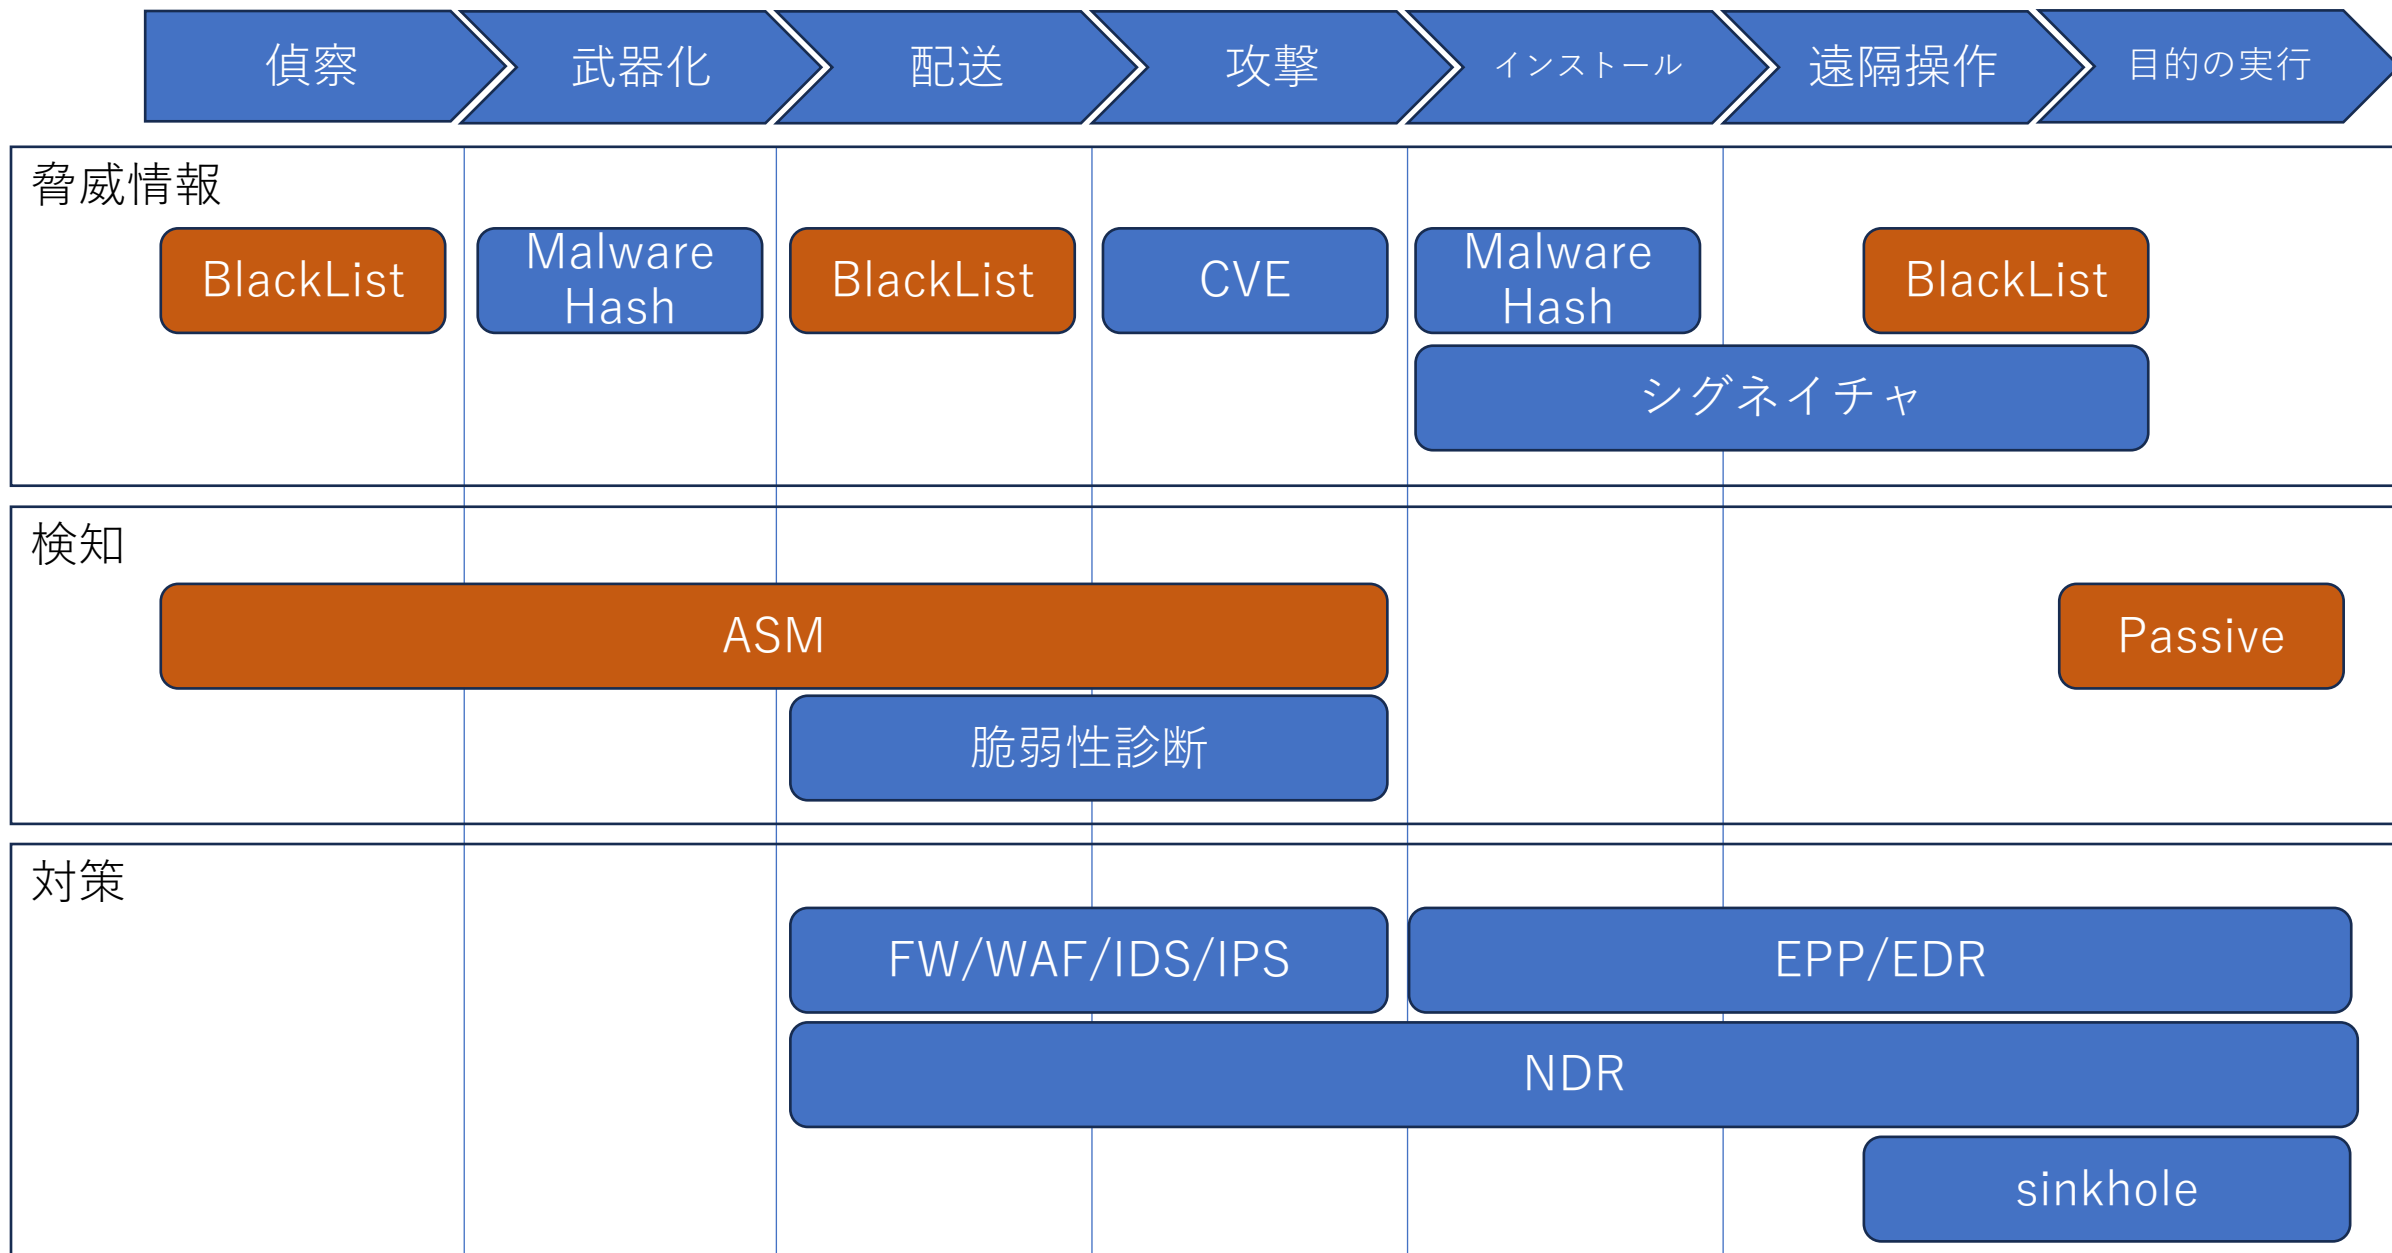 偵察
武器化
配送
攻撃
インストール
遠隔操作
目的の実行
脅威情報
BlackList
Malware
Hash
BlackList
CVE
Malware
Hash
BlackList
シグネイチャ
検知
ASM
Passive
脆弱性診断
対策
FW/WAF/IDS/IPS
EPP/EDR
NDR
sinkhole